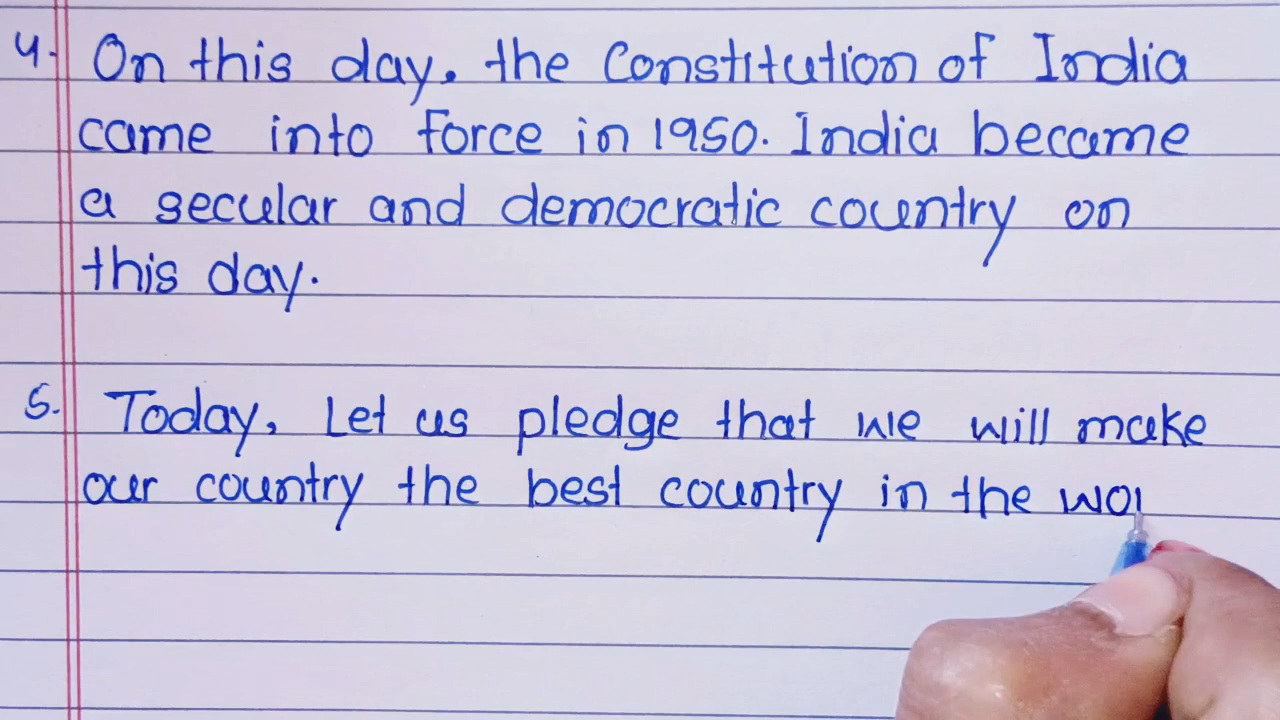 4. On this day, the Constitution of India
came into force in 1950. India became
a secular and democratic country on
this day.
5. Today, Let us pledge that we will make
our country the best country in the